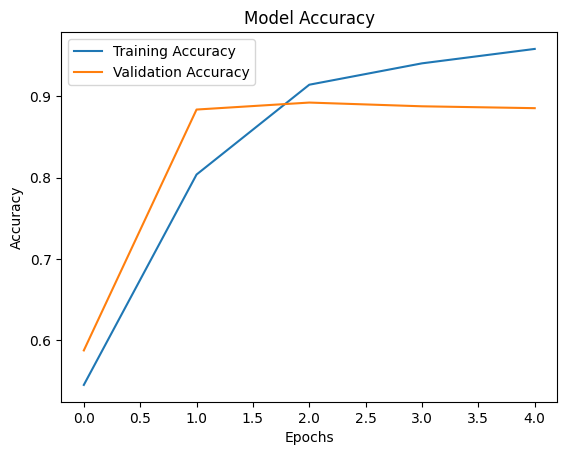 Model Accuracy
Training Accuracy
Validation Accuracy
Accuracy
0.9
0.8
0.7
0.6
0.0 0.5 1.0 1.5 2.0 2.5 3.0 3.5 4.0
Epochs